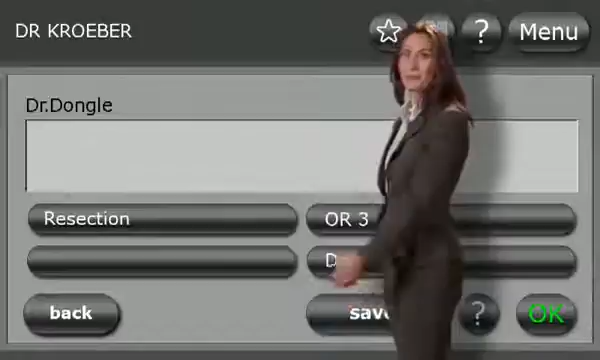 DR KROEBER
? Menu
Dr.Dongle
Resection
OR 3
back
save
? OK